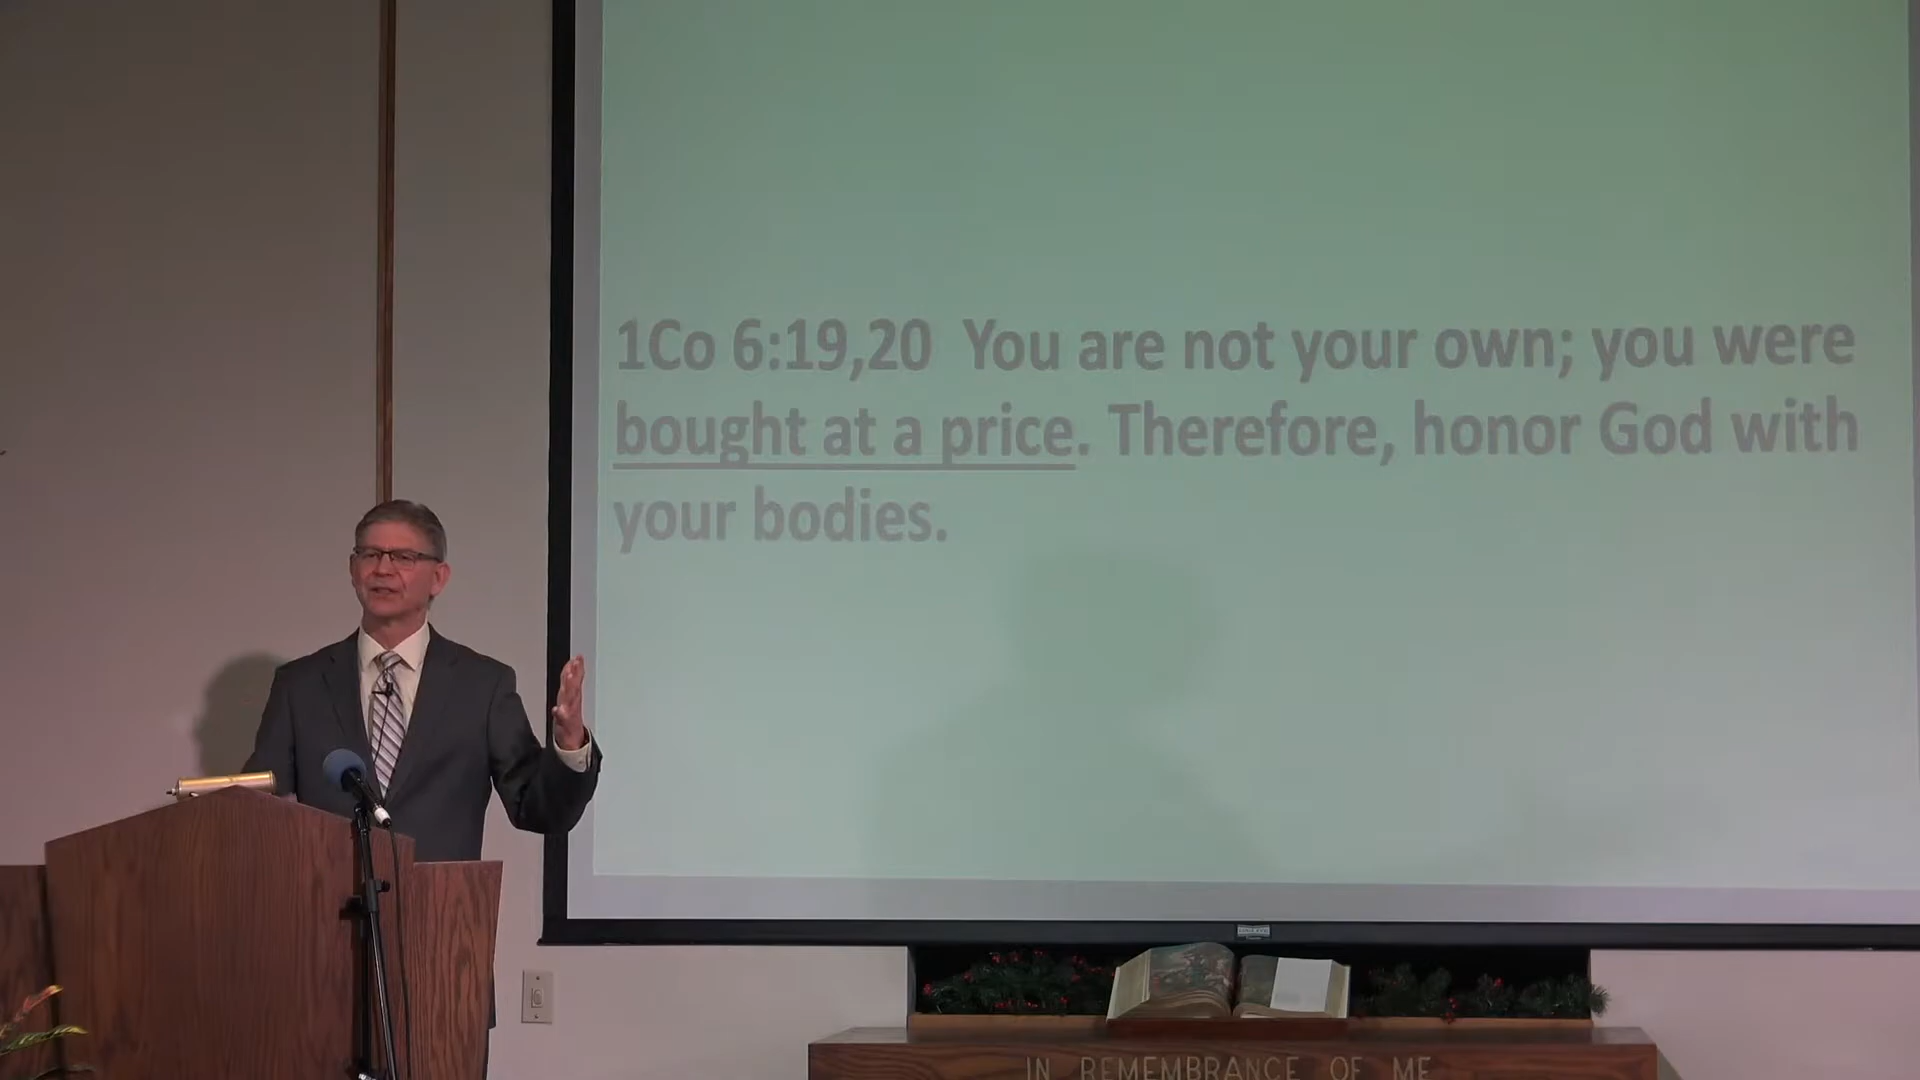 1Co 6:19,20  You are not your own; you were
bought at a price. Therefore, honor God with
your bodies.
IN REMEMBRANCE OF ME